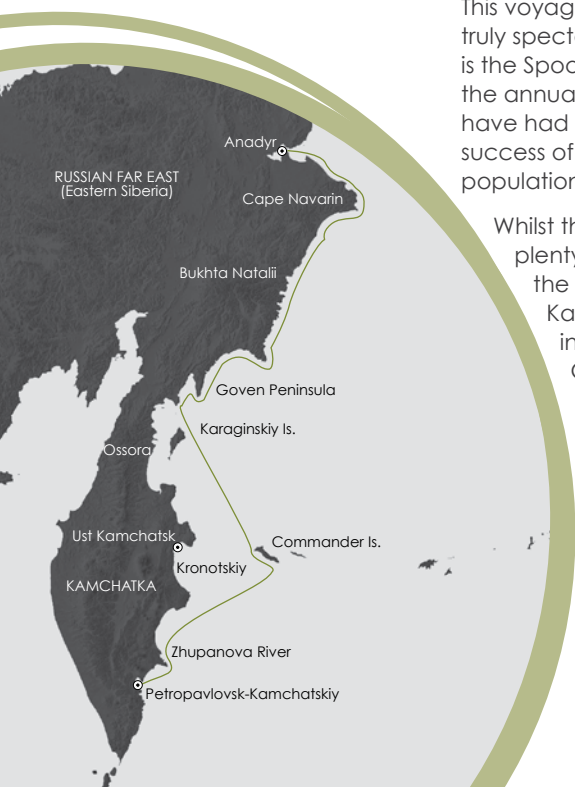 This voyag
truly spect
is the Spoo
the annua
have had
success of
population
Whilst th
plenty
the
Ka
in
Anadyr
RUSSIAN FAR EAST
(Eastern Siberia)
Cape Navarin
Bukhta Natalii
Goven Peninsula
Karaginskiy Is.
Ossora
Ust Kamchatsk
Commander Is.
Kronotskiy
KAMCHATKA
Zhupanova River
Petropavlovsk-Kamchatskiy